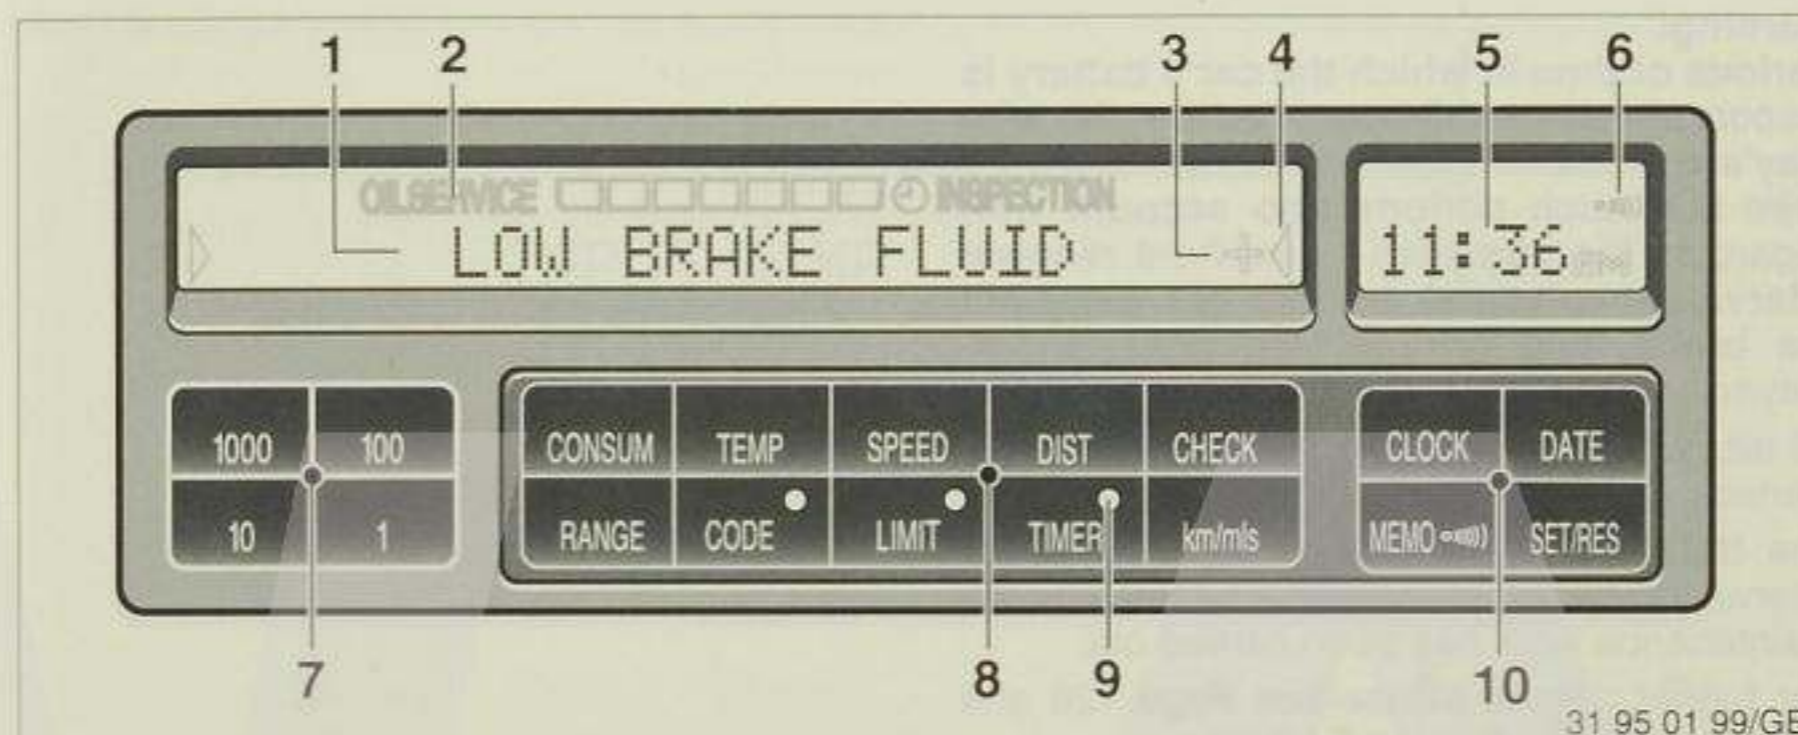 1 2 3 4 5 6
OILSERVICE INSPECTION
LOW BRAKE FLUID 11:36
1000 100 CONSUM TEMP SPEED DIST CHECK CLOCK DATE
10 1 RANGE CODE LIMIT TIMER km/mls MEMO SET/RES
7 8 9 10
31 95 01 99/GB